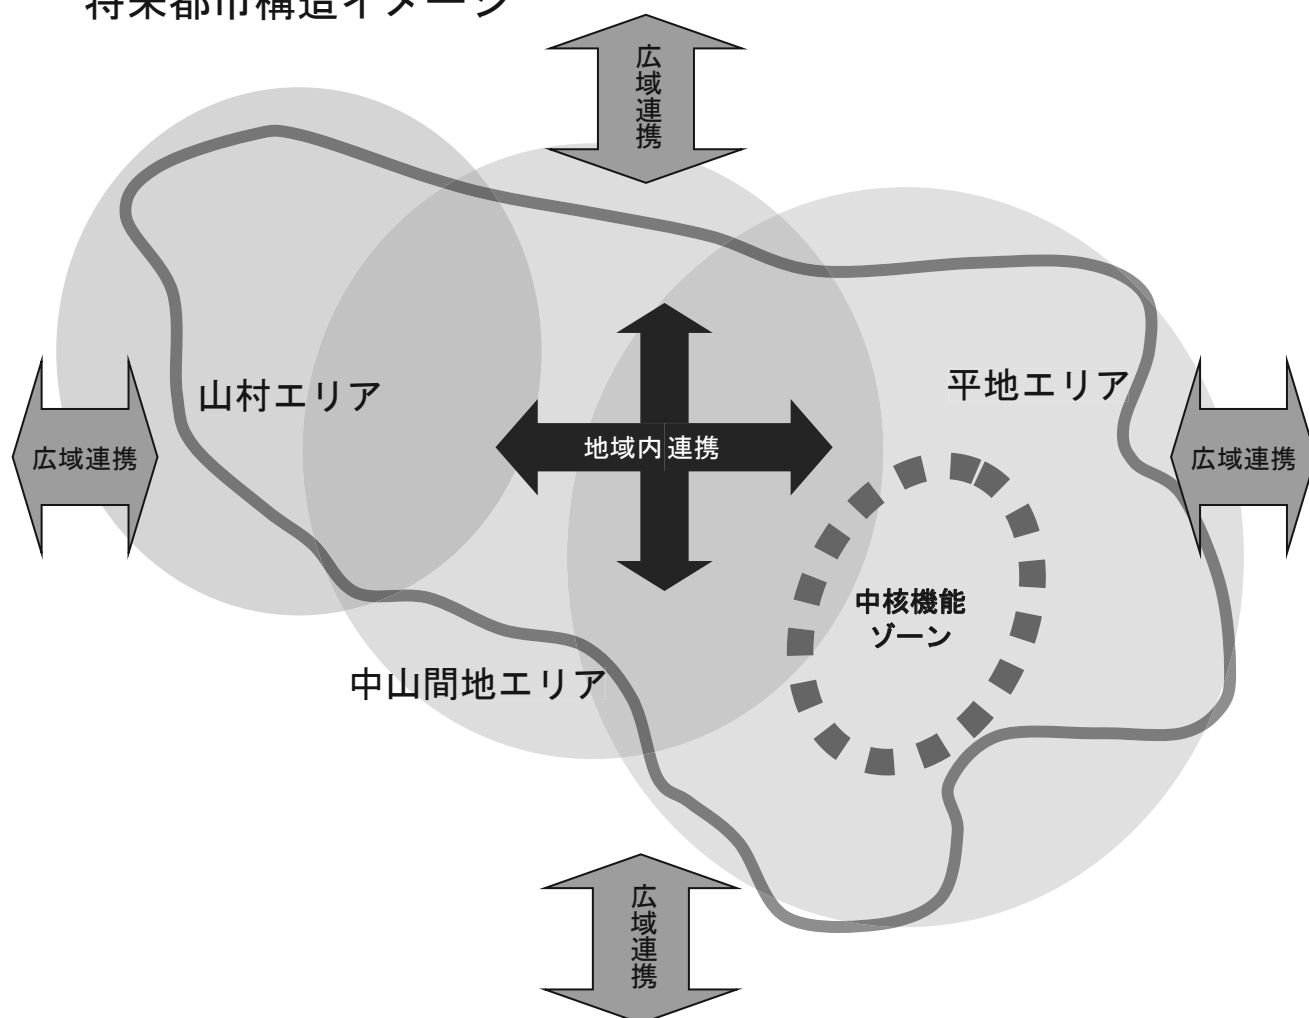 将来都市構造イメージ
広域連携
山村エリア
平地エリア
広域連携
地域内連携
広域連携
中核機能
ゾーン
中山間地エリア
広域連携